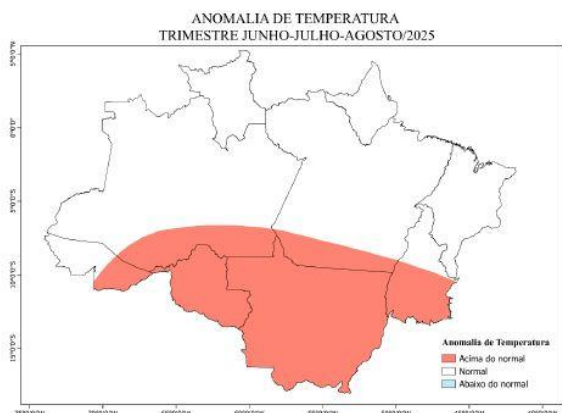 ANOMALIA DE TEMPERATURA
TRIMESTRE JUNHO-JULHO-AGOSTO/2025
Anomalia de Temperatura
Acima do normal
Normal
Abaixo do normal